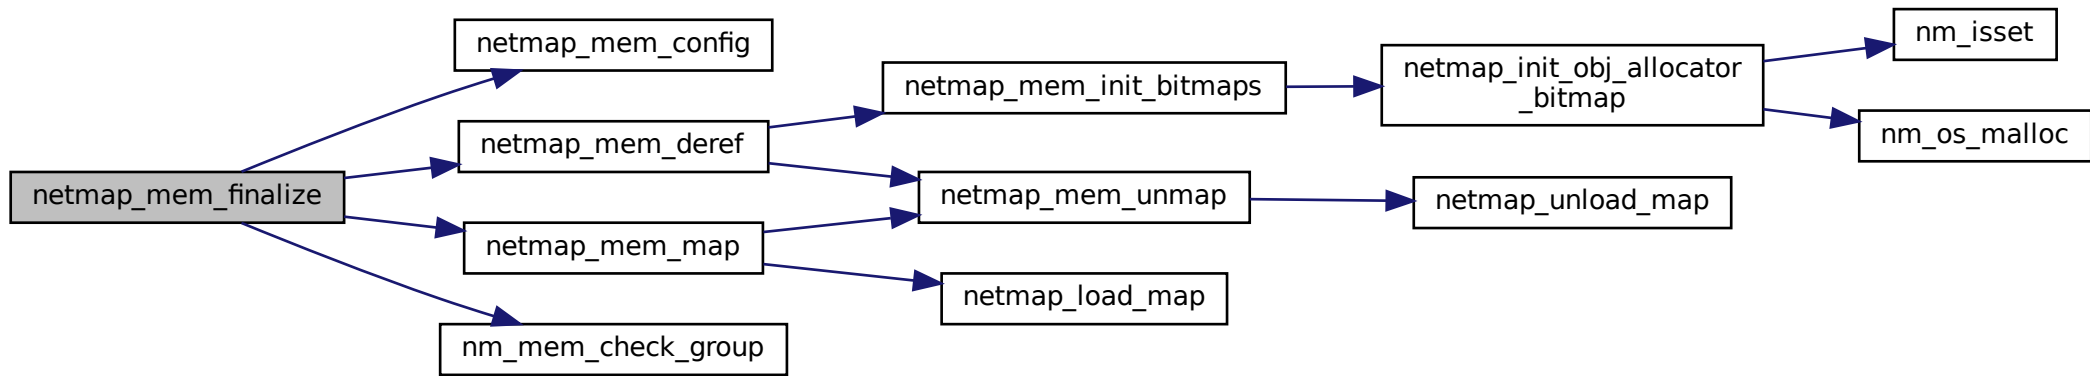 netmap_mem_finalize
netmap_mem_config
netmap_mem_deref
netmap_mem_map
nm_mem_check_group
netmap_mem_init_bitmaps
netmap_mem_unmap
netmap_load_map
netmap_init_obj_allocator
_bitmap
netmap_unload_map
nm_isset
nm_os_malloc